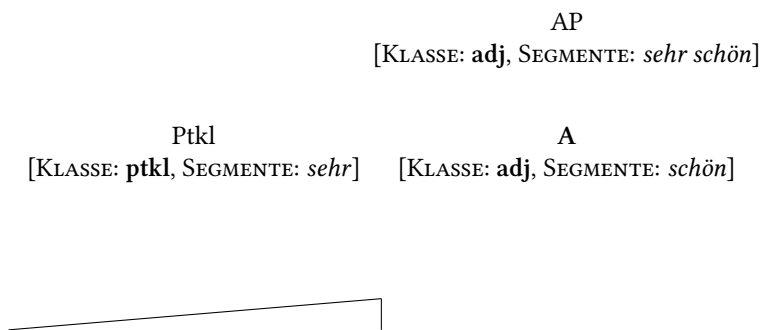 AP
[KLASSE: adj, SEGMENTE: sehr schön]
Ptkl
A
[KLASSE: ptkl, SEGMENTE: sehr]
[KLASSE: adj, SEGMENTE: schön]